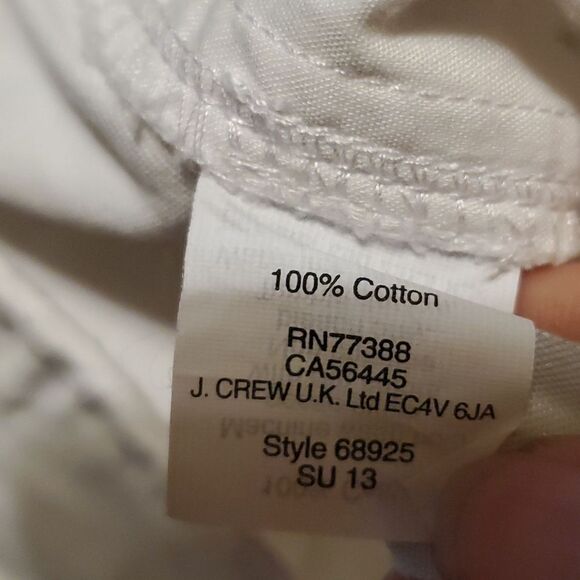 100% Cotton
RN77388
CA56445
J. CREW U.K. Ltd EC4V 6JA
Style 68925
SU 13